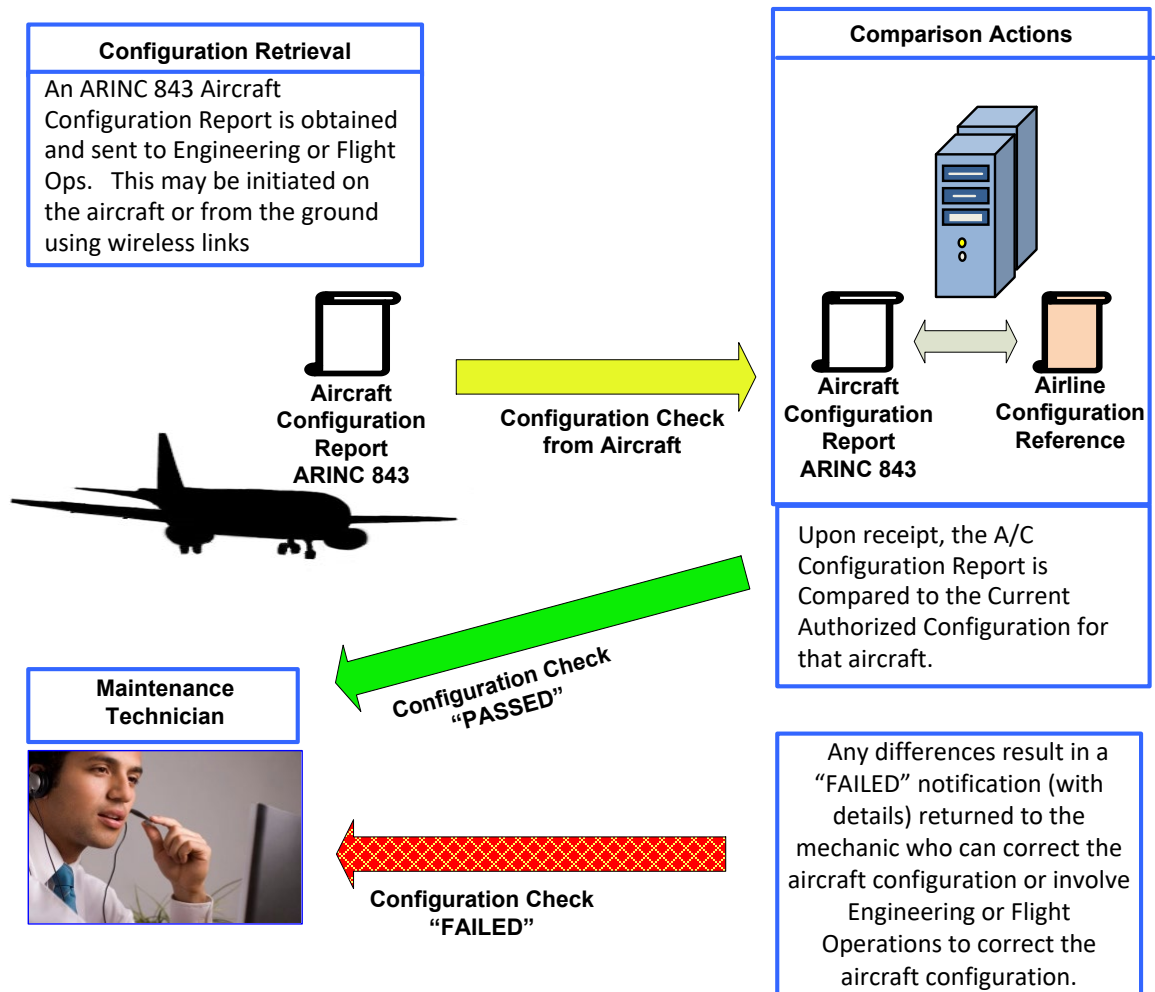 Configuration Retrieval
An ARINC 843 Aircraft
Configuration Report is obtained
and sent to Engineering or Flight
Ops.   This may be initiated on
the aircraft or from the ground
using wireless links
Aircraft
Configuration
Report
ARINC 843
Configuration Check
from Aircraft
Comparison Actions
Aircraft
Configuration
Report
ARINC 843
Airline
Configuration
Reference
Upon receipt, the A/C
Configuration Report is
Compared to the Current
Authorized Configuration for
that aircraft.
Configuration Check
“PASSED”
Maintenance
Technician
Configuration Check
“FAILED”
Any differences result in a
“FAILED” notification (with
details) returned to the
mechanic who can correct the
aircraft configuration or involve
Engineering or Flight
Operations to correct the
aircraft configuration.